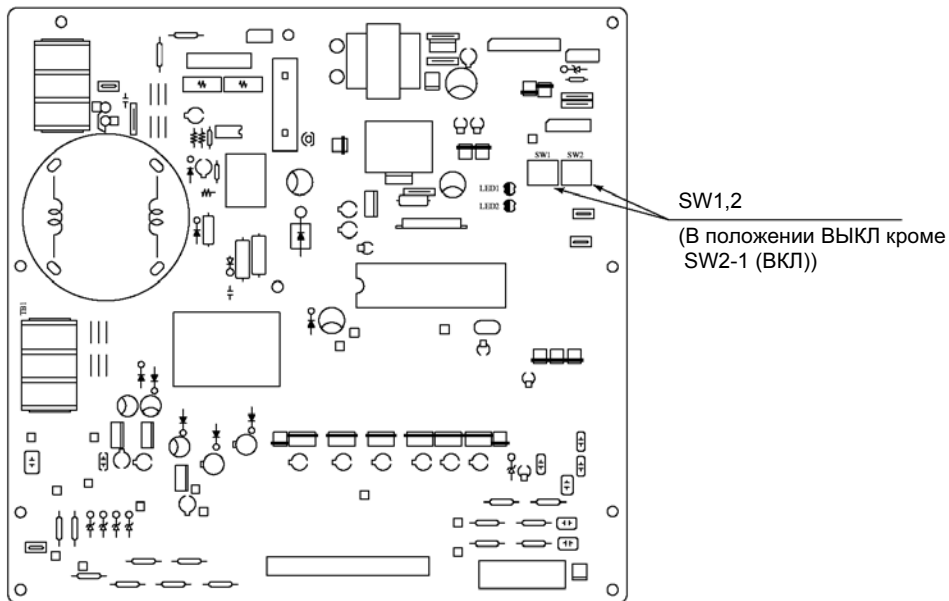 SW1 SW2
LED1
LED2
SW1,2
(В положении ВЫКЛ кроме
SW2-1 (ВКЛ))
TB1